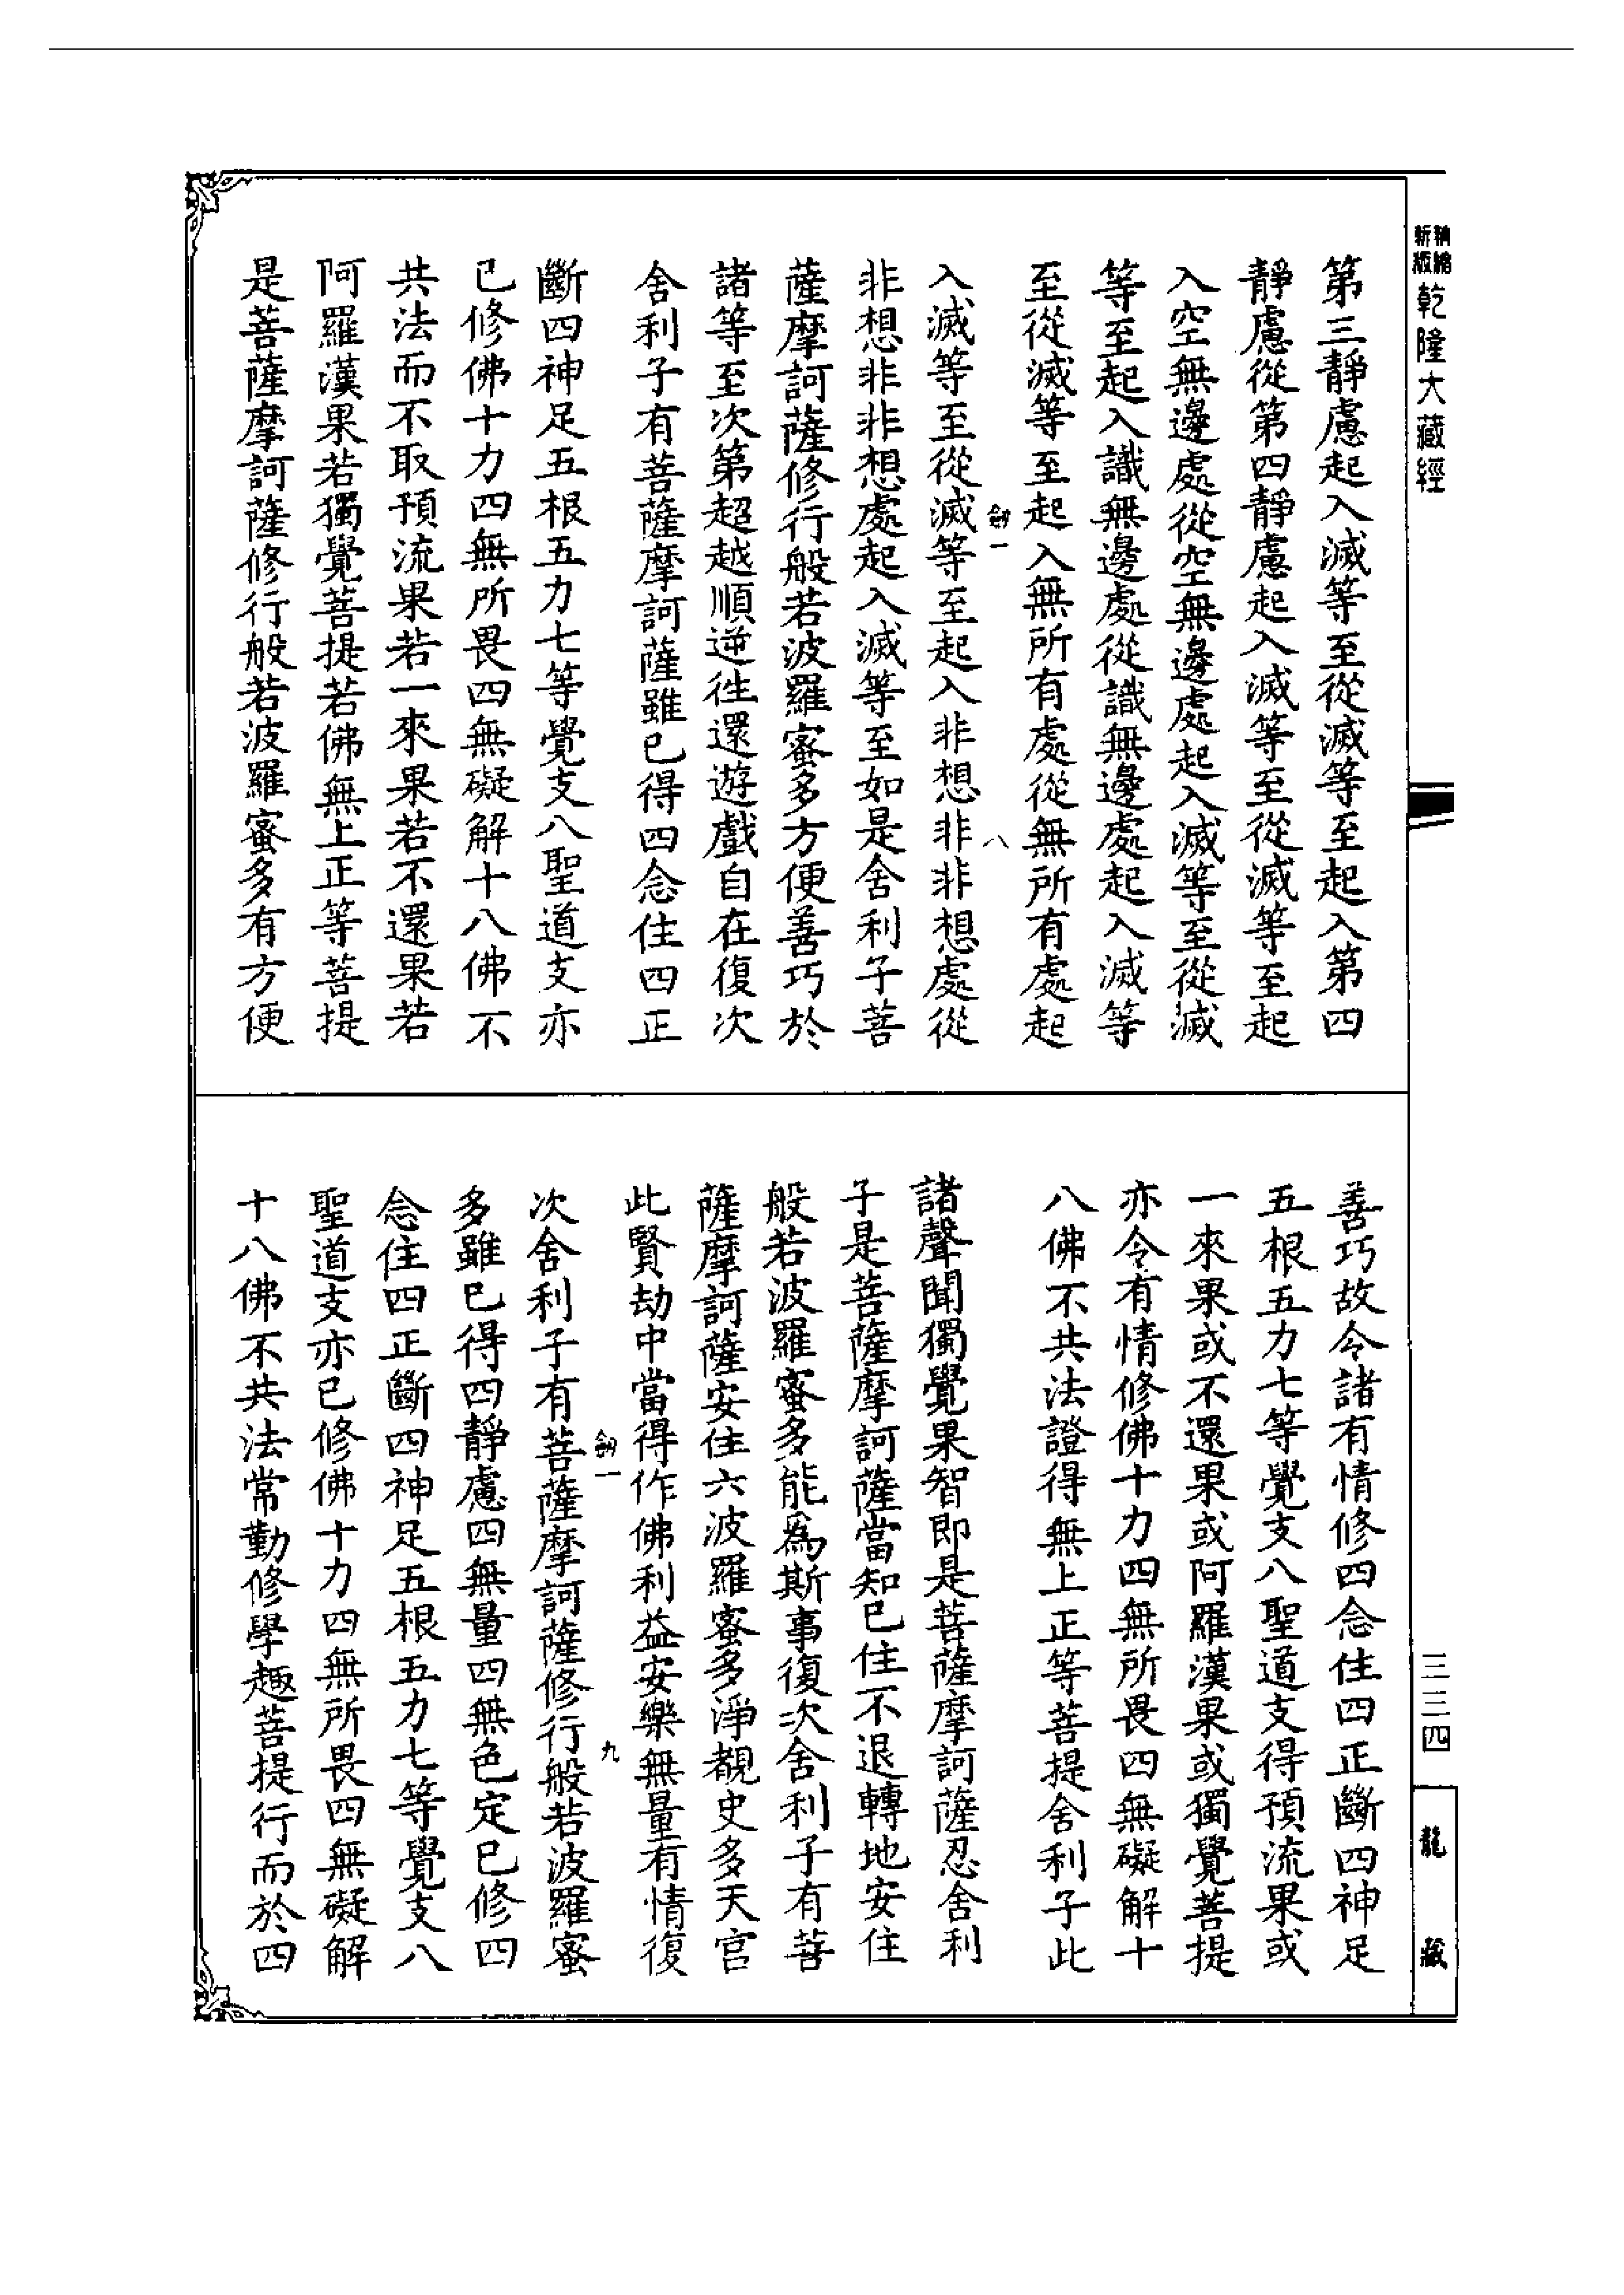 精縮新版乾隆大藏經
第三靜慮起入滅等至從滅等至起入第四
靜慮從第四靜慮起入滅等至從滅等至起
入空無邊處從空無邊處起入滅等至從滅
等至起入識無邊處從識無邊處起入滅等
至從滅等至起入無所有處從無所有處起
劒一 八
入滅等至從滅等至起入非想非非想處從
非想非非想處起入滅等至如是舍利子菩
薩摩訶薩修行般若波羅蜜多方便善巧於
諸等至次第超越順逆徃還遊戲自在復次
舍利子有菩薩摩訶薩雖已得四念住四正
斷四神足五根五力七等覺支八聖道支亦
已修佛十力四無所畏四無礙解十八佛不
共法而不取預流果若一來果若不還果若
阿羅漢果若獨覺菩提若佛無上正等菩提
是菩薩摩訶薩修行般若波羅蜜多有方便
善巧故令諸有情修四念住四正斷四神足
五根五力七等覺支八聖道支得預流果或
一來果或不還果或阿羅漢果或獨覺菩提
亦令有情修佛十力四無所畏四無礙解十
八佛不共法證得無上正等菩提舍利子此
諸聲聞獨覺果智即是菩薩摩訶薩忍舍利
子是菩薩摩訶薩當知已住不退轉地安住
般若波羅蜜多能爲斯事復次舍利子有菩
薩摩訶薩安住六波羅蜜多淨覩史多天宮
此賢劫中當得作佛利益安樂無量有情復
劒一 九
次舍利子有菩薩摩訶薩修行般若波羅蜜
多雖已得四靜慮四無量四無色定已修四
念住四正斷四神足五根五力七等覺支八
聖道支亦已修佛十力四無所畏四無礙解
十八佛不共法常勤修學趣菩提行而於四
三三四
龍藏